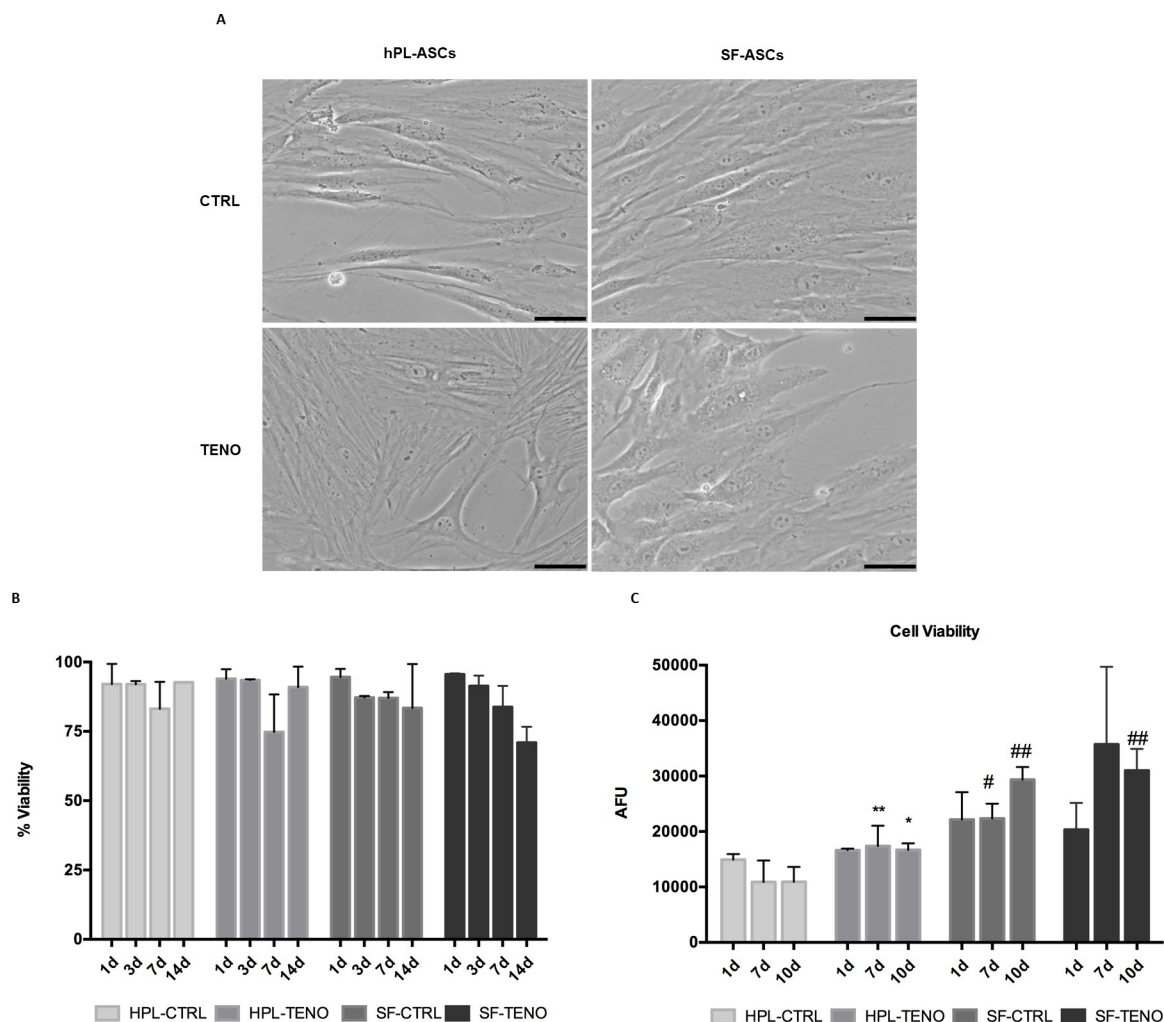 A
hPL-ASCs SF-ASCs
CTRL
TENO
B
% Viability
100
75
50
25
0
1d 3d 7d 14d 1d 3d 7d 14d 1d 3d 7d 14d 1d 3d 7d 14d
HPL-CTRL HPL-TENO SF-CTRL SF-TENO
C
Cell Viability
AFU
50000
40000
30000
20000
10000
0
** * # ## ##
1d 7d 10d 1d 7d 10d 1d 7d 10d 1d 7d 10d
HPL-CTRL HPL-TENO SF-CTRL SF-TENO